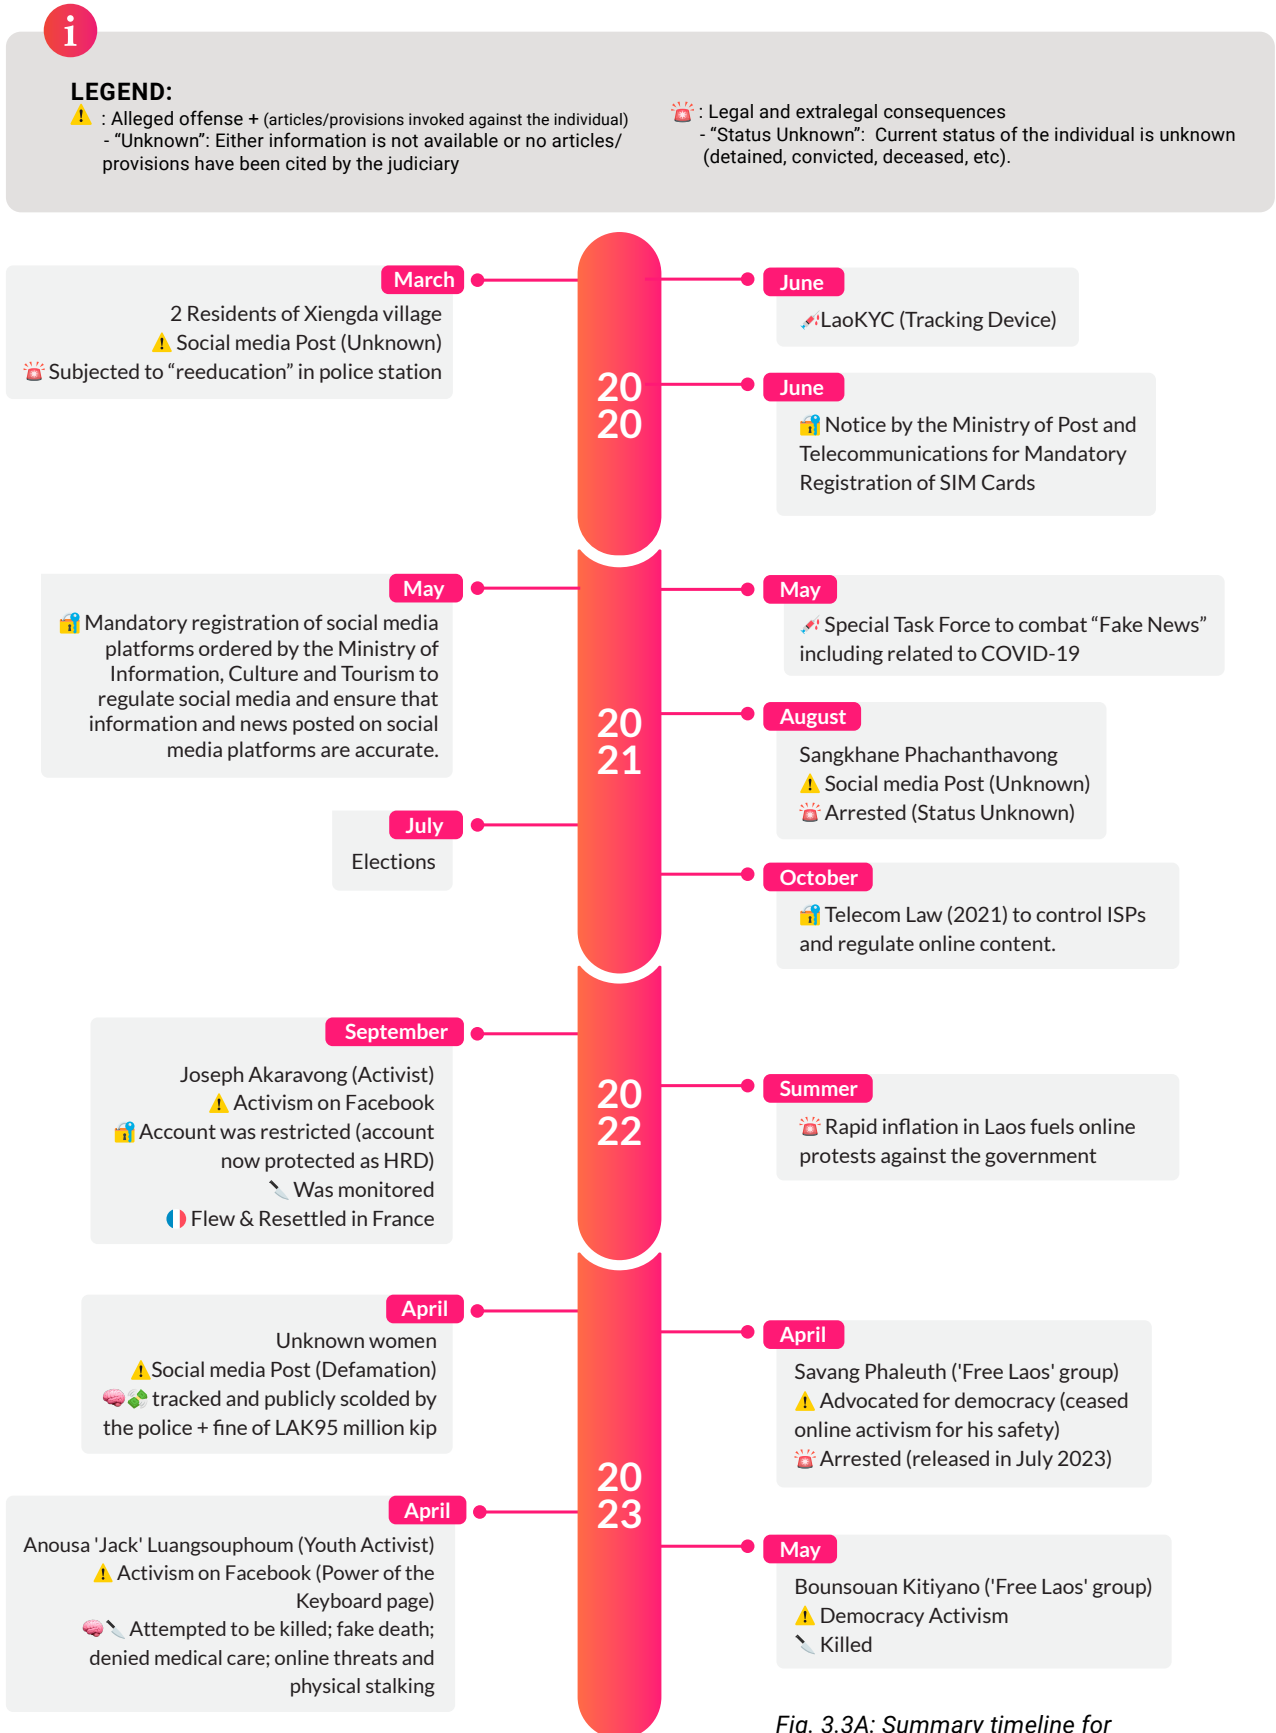 i
LEGEND:
: Alleged offense + (articles/provisions invoked against the individual)
- “Unknown”: Either information is not available or no articles/
provisions have been cited by the judiciary
: Legal and extralegal consequences
- “Status Unknown”: Current status of the individual is unknown
(detained, convicted, deceased, etc).
20
20
March
2 Residents of Xiengda village
Social media Post (Unknown)
Subjected to “reeducation” in police station
June
LaoKYC (Tracking Device)
June
Notice by the Ministry of Post and
Telecommunications for Mandatory
Registration of SIM Cards
20
21
May
Mandatory registration of social media
platforms ordered by the Ministry of
Information, Culture and Tourism to
regulate social media and ensure that
information and news posted on social
media platforms are accurate.
May
Special Task Force to combat “Fake News”
including related to COVID-19
August
Sangkhane Phachanthavong
Social media Post (Unknown)
Arrested (Status Unknown)
July
Elections
October
Telecom Law (2021) to control ISPs
and regulate online content.
20
22
September
Joseph Akaravong (Activist)
Activism on Facebook
Account was restricted (account
now protected as HRD)
Was monitored
Flew & Resettled in France
Summer
Rapid inflation in Laos fuels online
protests against the government
20
23
April
Unknown women
Social media Post (Defamation)
tracked and publicly scolded by
the police + fine of LAK95 million kip
April
Savang Phaleuth ('Free Laos' group)
Advocated for democracy (ceased
online activism for his safety)
Arrested (released in July 2023)
April
Anousa 'Jack' Luangsouphoum (Youth Activist)
Activism on Facebook (Power of the
Keyboard page)
Attempted to be killed; fake death;
denied medical care; online threats and
physical stalking
May
Bounsouan Kitiyano ('Free Laos' group)
Democracy Activism
Killed
Fig. 3.3A: Summary timeline for